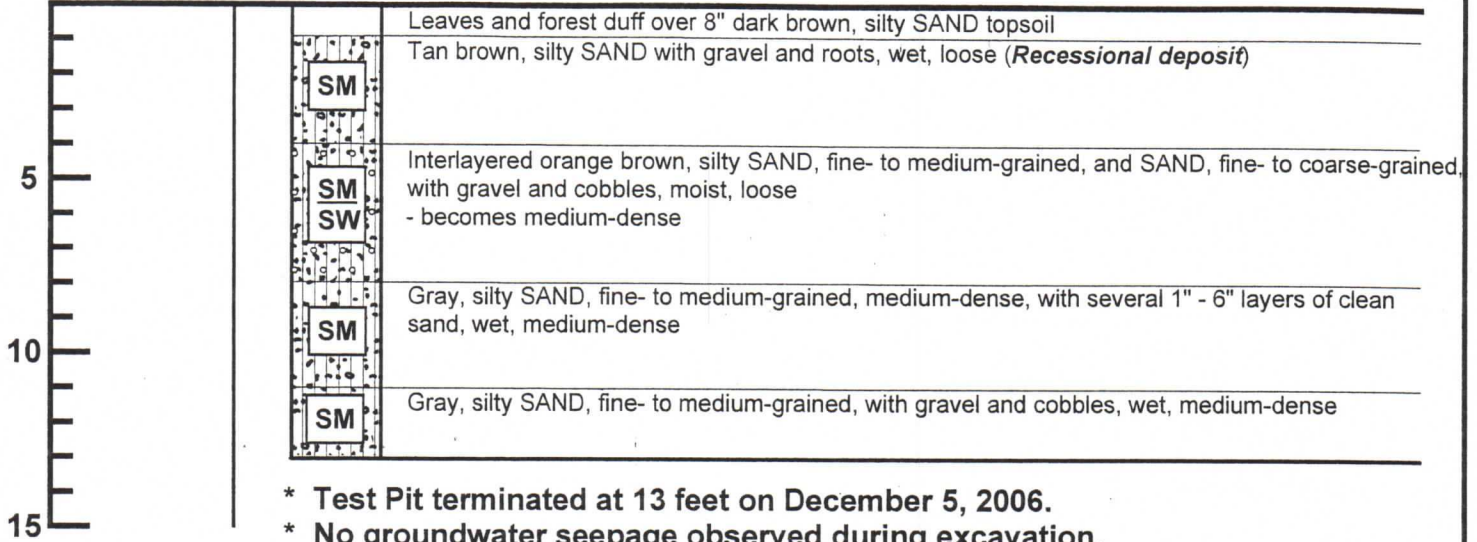 Leaves and forest duff over 8" dark brown, silty SAND topsoil
Tan brown, silty SAND with gravel and roots, wet, loose (Recessional deposit)
SM
5
Interlayered orange brown, silty SAND, fine- to medium-grained, and SAND, fine- to coarse-grained,
with gravel and cobbles, moist, loose
- becomes medium-dense
SM
SW
Gray, silty SAND, fine- to medium-grained, medium-dense, with several 1" - 6" layers of clean
sand, wet, medium-dense
SM
10
Gray, silty SAND, fine- to medium-grained, with gravel and cobbles, wet, medium-dense
SM
* Test Pit terminated at 13 feet on December 5, 2006.
15
* No groundwater seepage observed during excavation